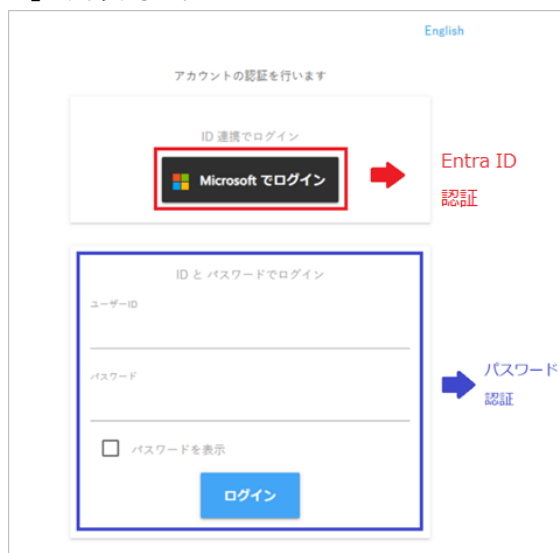 English
アカウントの認証を行います
ID 連携でログイン
Microsoft でログイン
Entra ID
認証
ID と パスワードでログイン
ユーザーID
パスワード
パスワード
認証
パスワードを表示
ログイン